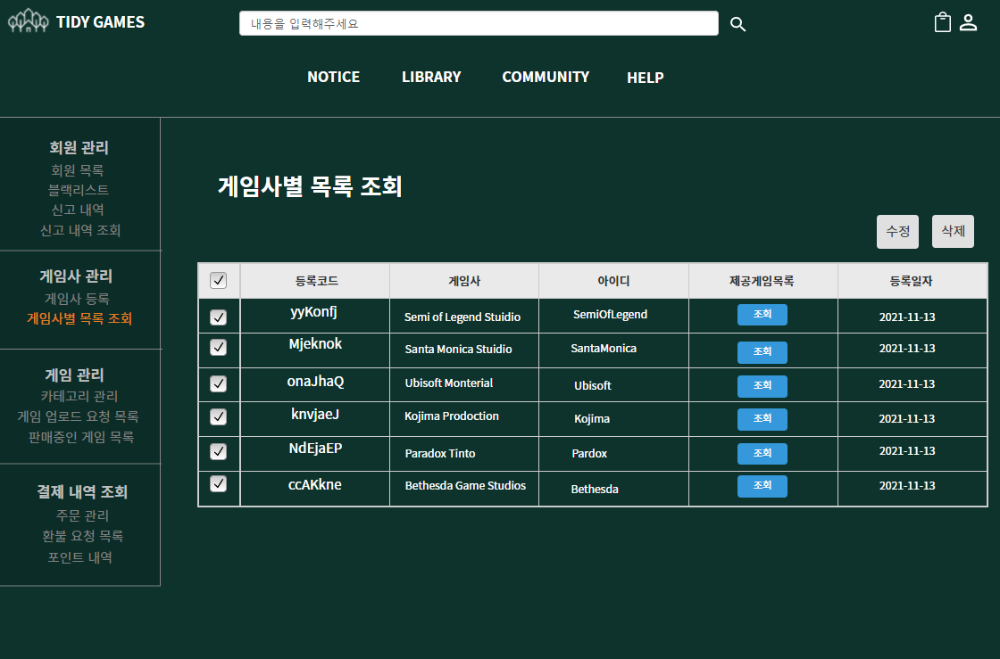 TIDY GAMES
내용을 입력해주세요
NOTICE LIBRARY COMMUNITY HELP
회원 관리
회원 목록
블랙리스트
신고 내역
신고 내역 조회
게임사 관리
게임사 등록
게임사별 목록 조회
게임 관리
카테고리 관리
게임 업로드 요청 목록
판매중인 게임 목록
결제 내역 조회
주문 관리
환불 요청 목록
포인트 내역
게임사별 목록 조회
수정 삭제
등록코드 게임사 아이디 제공게임목록 등록일자
yyKonfj Semi of Legend Stuidio SemiOfLegend 조회 2021-11-13
Mjeknok Santa Monica Stuidio SantaMonica 조회 2021-11-13
onaJhaQ Ubisoft Monterial Ubisoft 조회 2021-11-13
knvjaeJ Kojima Prodoction Kojima 조회 2021-11-13
NdEjaEP Paradox Tinto Pardox 조회 2021-11-13
ccAKkne Bethesda Game Studios Bethesda 조회 2021-11-13